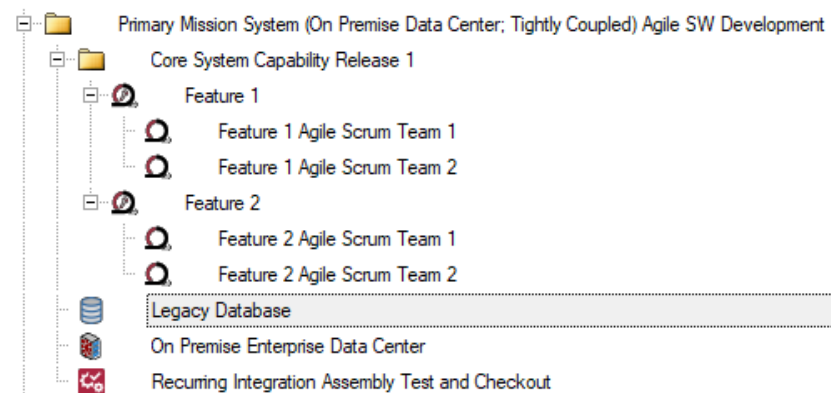 Primary Mission System (On Premise Data Center; Tightly Coupled) Agile SW Development
Core System Capability Release 1
Feature 1
Feature 1 Agile Scrum Team 1
Feature 1 Agile Scrum Team 2
Feature 2
Feature 2 Agile Scrum Team 1
Feature 2 Agile Scrum Team 2
Legacy Database
On Premise Enterprise Data Center
Recurring Integration Assembly Test and Checkout